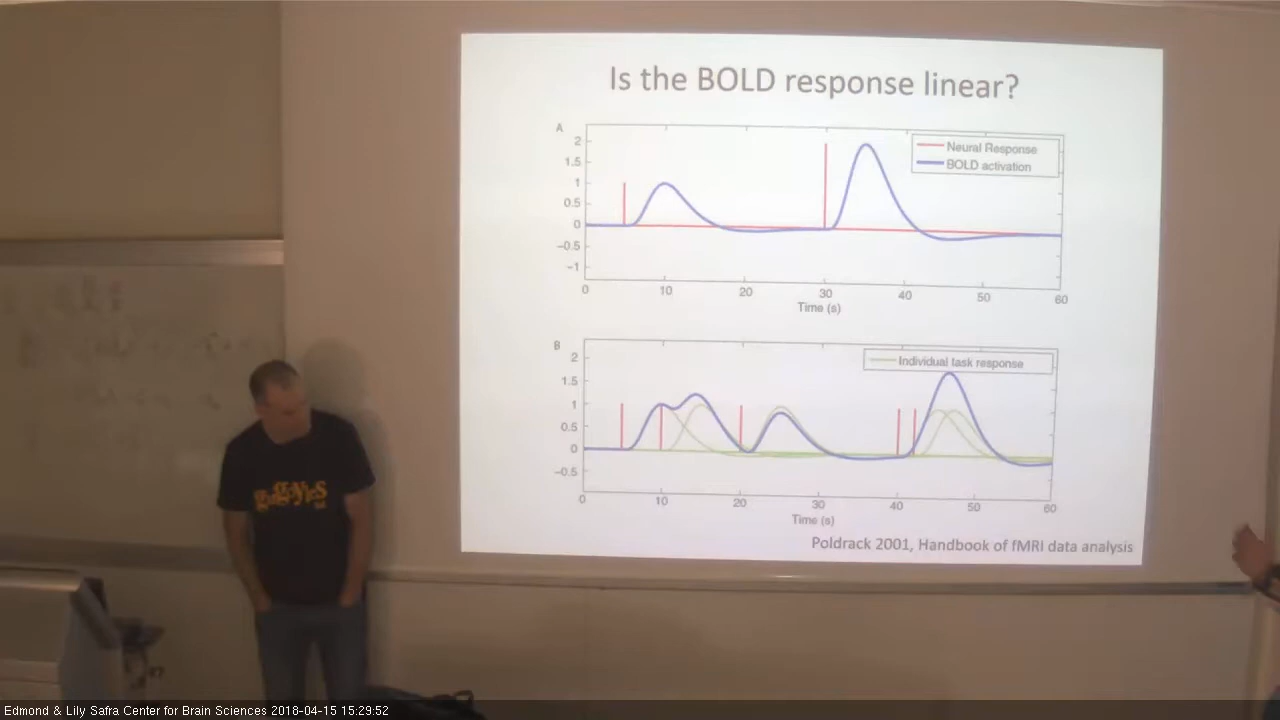 Is the BOLD response linear?
A
Neural Response
BOLD activation
2
1.5
1
0.5
0
−0.5
−1
0 10 20 30 40 50 60
Time (s)
B
Individual task response
2
1.5
1
0.5
0
−0.5
0 10 20 30 40 50 60
Time (s)
Poldrack 2001, Handbook of fMRI data analysis
Edmond & Lily Safra Center for Brain Sciences 2018-04-15 15:29:52